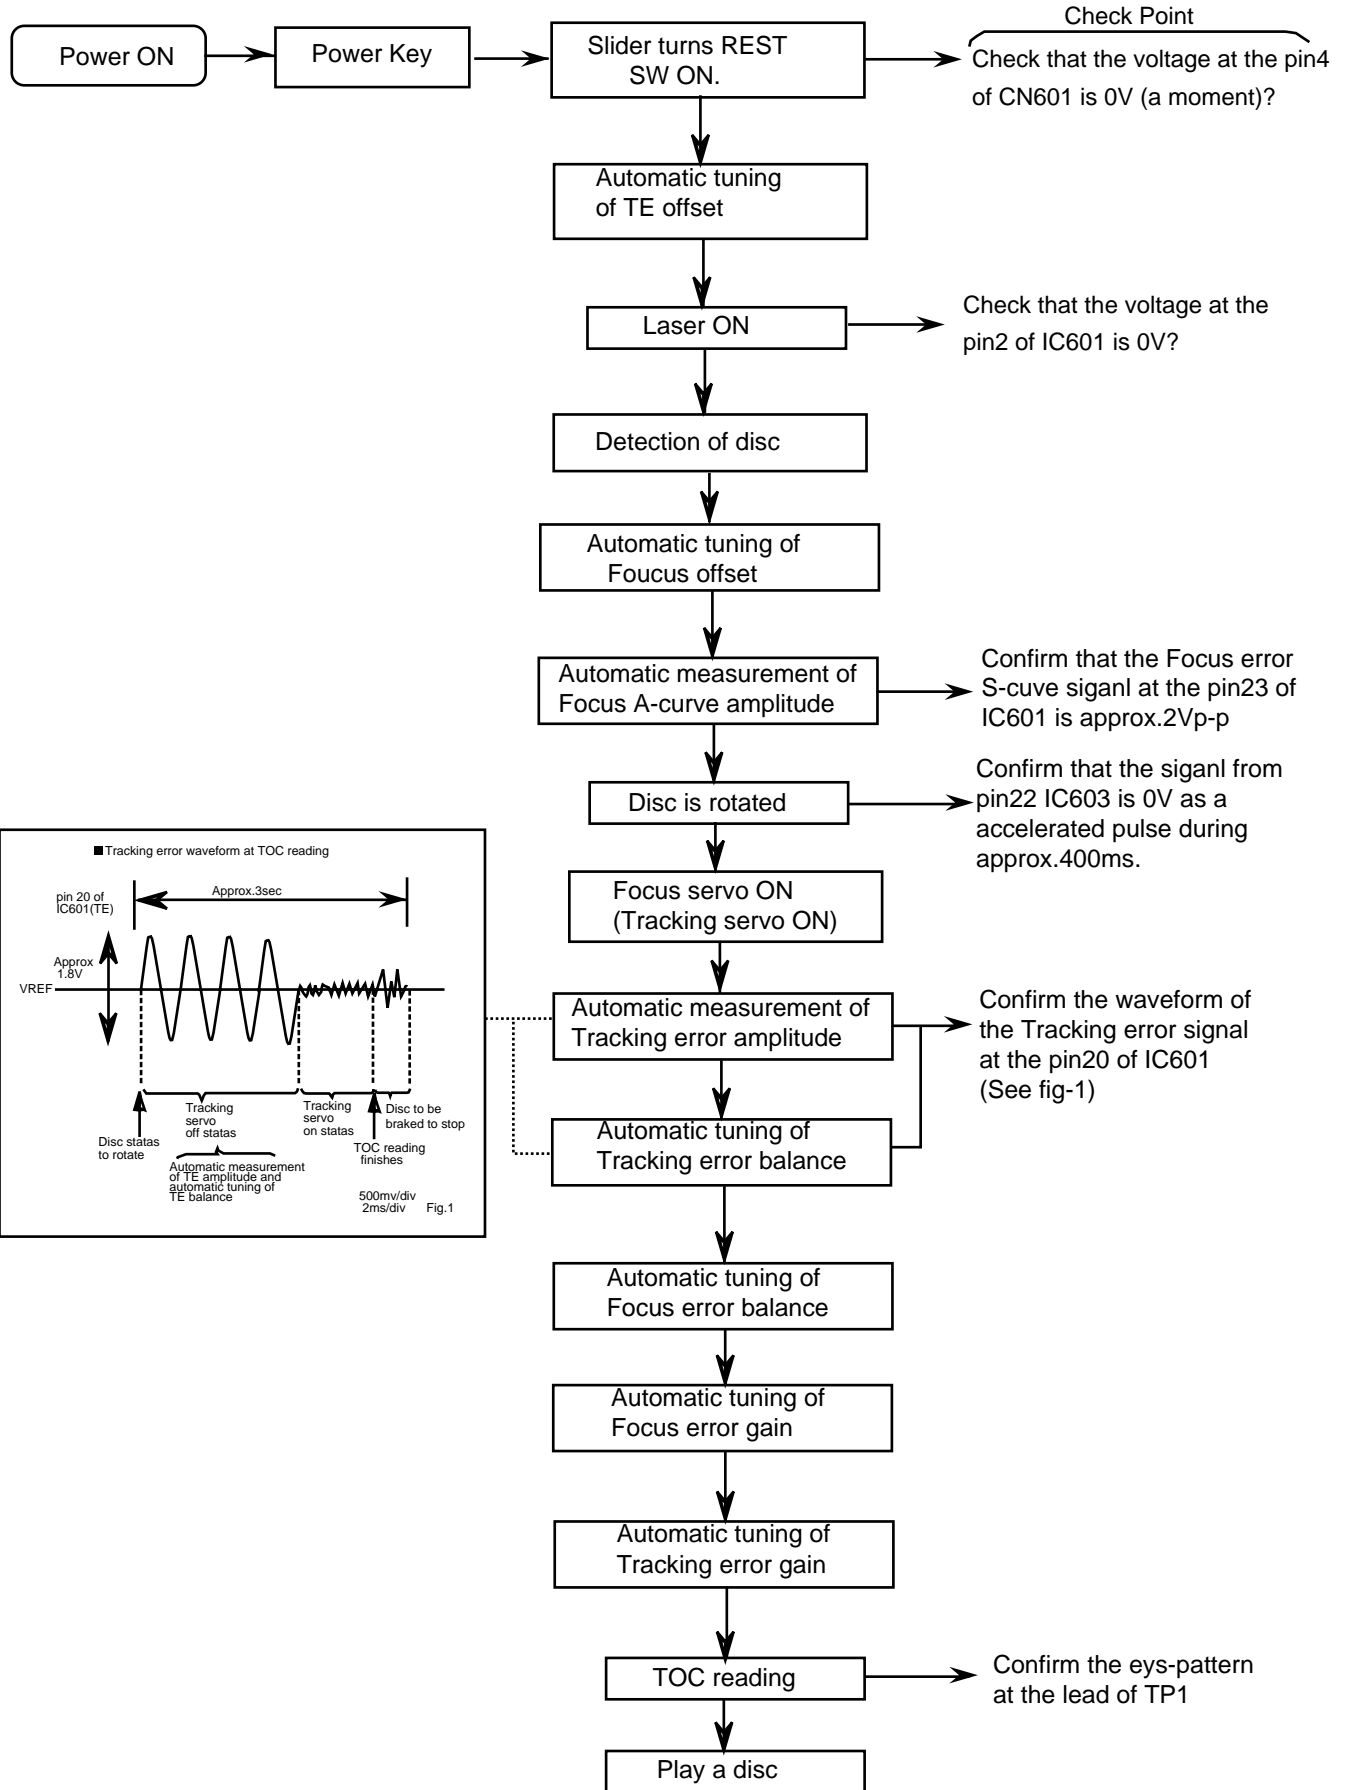 Check Point
Power ON
Power Key
Slider turns REST
SW ON.
Check that the voltage at the pin4
of CN601 is 0V (a moment)?
Automatic tuning
of TE offset
Laser ON
Check that the voltage at the
pin2 of IC601 is 0V?
Detection of disc
Automatic tuning of
Foucus offset
Automatic measurement of
Focus A-curve amplitude
Confirm that the Focus error
S-cuve siganl at the pin23 of
IC601 is approx.2Vp-p
Disc is rotated
Confirm that the siganl from
pin22 IC603 is 0V as a
accelerated pulse during
approx.400ms.
Focus servo ON
(Tracking servo ON)
Automatic measurement of
Tracking error amplitude
Confirm the waveform of
the Tracking error signal
at the pin20 of IC601
(See fig-1)
Automatic tuning of
Tracking error balance
■Tracking error waveform at TOC reading
pin 20 of
IC601(TE)
Approx.3sec
Approx
1.8V
VREF
Tracking
servo
off statas
Tracking
servo
on statas
Disc to be
braked to stop
Disc statas
to rotate
TOC reading
finishes
Automatic measurement
of TE amplitude and
automatic tuning of
TE balance
500mv/div
2ms/div
Fig.1
Automatic tuning of
Focus error balance
Automatic tuning of
Focus error gain
Automatic tuning of
Tracking error gain
TOC reading
Confirm the eys-pattern
at the lead of TP1
Play a disc